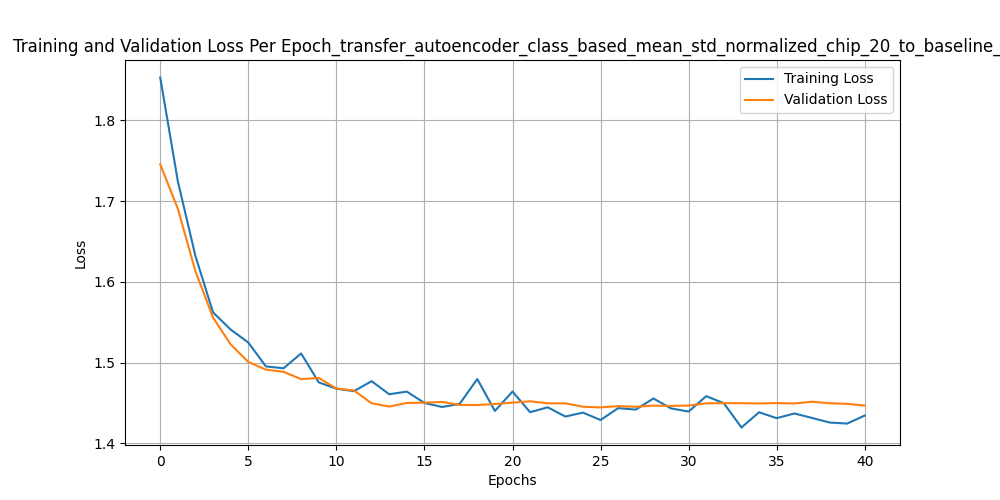 Training and Validation Loss Per Epoch_transfer_autoencoder_class_based_mean_std_normalized_chip_20_to_baseline_
Training Loss
Validation Loss
1.8
1.7
1.6
1.5
1.4
Loss
0 5 10 15 20 25 30 35 40
Epochs